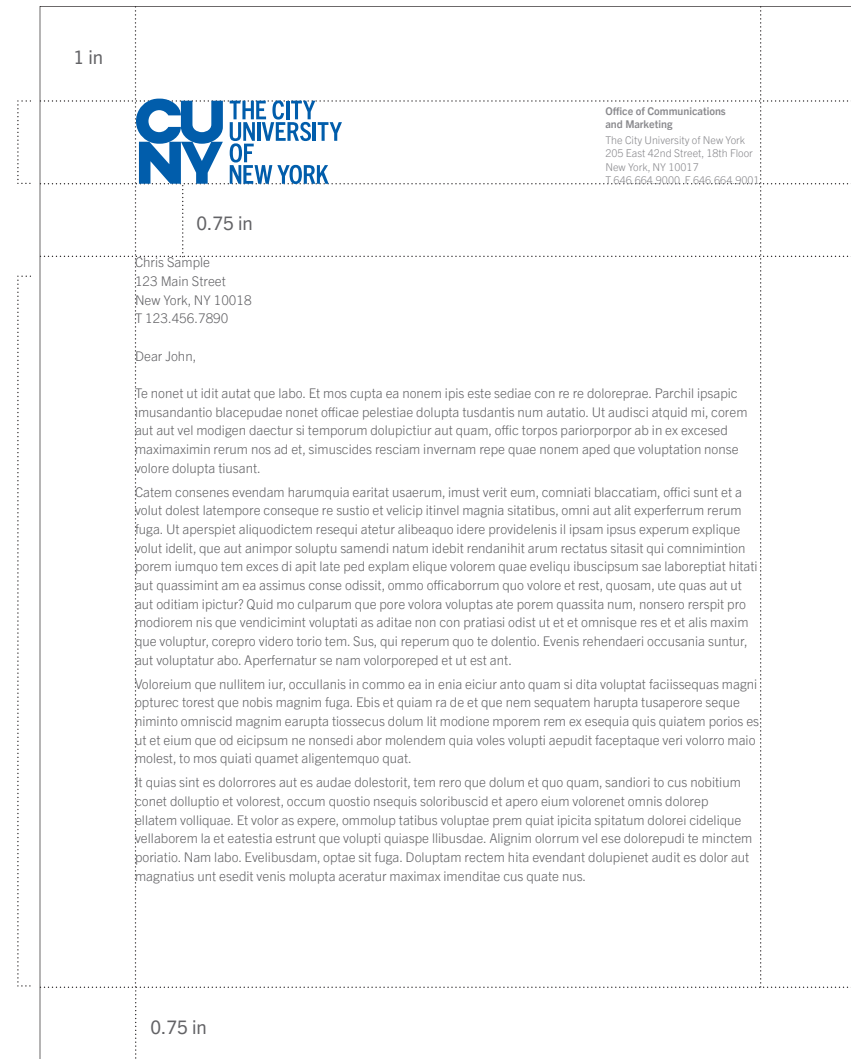 1 in
CU
NY
THE CITY
UNIVERSITY
OF
NEW YORK
Office of Communications
and Marketing
The City University of New York
205 East 42nd Street, 18th Floor
New York, NY 10017
T.646.664.9000 F.646.664.9001
0.75 in
Chris Sample
123 Main Street
New York, NY 10018
T 123.456.7890
Dear John,
Te nonet ut idit autat que labo. Et mos cupta ea nonem ipis este sediae con re re doloreprae. Parchil ipsapic
imusandantio blacepudae nonet officae pelestiae dolupta tusdantis num autatio. Ut audisci atquid mi, corem
aut aut vel modigen daectur si temporum dolupictiur aut quam, offic torpos pariorporpor ab in ex excesed
maximaximin rerum nos ad et, simuscides resciam invernam repe quae nonem aped que voluptation nonse
volore dolupta tiusant.
Catem consenes evendam harumquia earitat usaerum, imust verit eum, comniati blaccatiam, offici sunt et a
volut dolest latempore conseque re sustio et velicip itinvel magnia sitatibus, omni aut alit experferrum rerum
fuga. Ut aperspiet aliquodictem resequi atetur alibeaquo idere providelenis il ipsam ipsus experum explique
volut idelit, que aut animpor soluptu samendi natum idebit rendanihit arum rectatus sitasit qui comnimintion
porem iumquo tem exces di apit late ped explam elique volorem quae eveliqu ibuscipsum sae laboreptiat hitati
aut quassimint am ea assimus conse odissit, ommo officaborrum quo volore et rest, quosam, ute quas aut ut
aut oditiam ipictur? Quid mo culparum que pore volora voluptas ate porem quassita num, nonsero rerspit pro
modiorem nis que vendicimint voluptati as aditae non con pratiasi odist ut et et omnisque res et et alis maxim
que voluptur, corepro videro torio tem. Sus, qui reperum quo te dolentio. Evenis rehendaeri occusania suntur,
aut voluptatur abo. Aperfernatur se nam volorporeped et ut est ant.
Voloreium que nullitem iur, occullanis in commo ea in enia eiciur anto quam si dita voluptat faciissequas magni
opturec torest que nobis magnim fuga. Ebis et quiam ra de et que nem sequatem harupta tusaperore seque
niminto omniscid magnim earupta tiossecus dolum lit modione mporem rem ex esequia quis quiatem porios es
ut et eium que od eicipsum ne nonsedi abor molendem quia voles volupti aepudit faceptaque veri volorro maio
molest, to mos quiati quamet aligentemquo quat.
It quias sint es dolorrores aut es audae dolestorit, tem rero que dolum et quo quam, sandiori to cus nobitium
conet dolluptio et volorest, occum quostio nsequis soloribuscid et apero eium volorenet omnis dolorep
ellatem volliquae. Et volor as expere, ommolup tatibus voluptae prem quiat ipicita spitatum dolorei cidelique
vellaborem la et eatestia estrunt que volupti quiaspe llibusdae. Alignim olorrum vel ese dolorepudi te minctem
poriatio. Nam labo. Evelibusdam, optae sit fuga. Doluptam rectem hita evendant dolupienet audit es dolor aut
magnatius unt esedit venis molupta aceratur maximax imenditae cus quate nus.
0.75 in